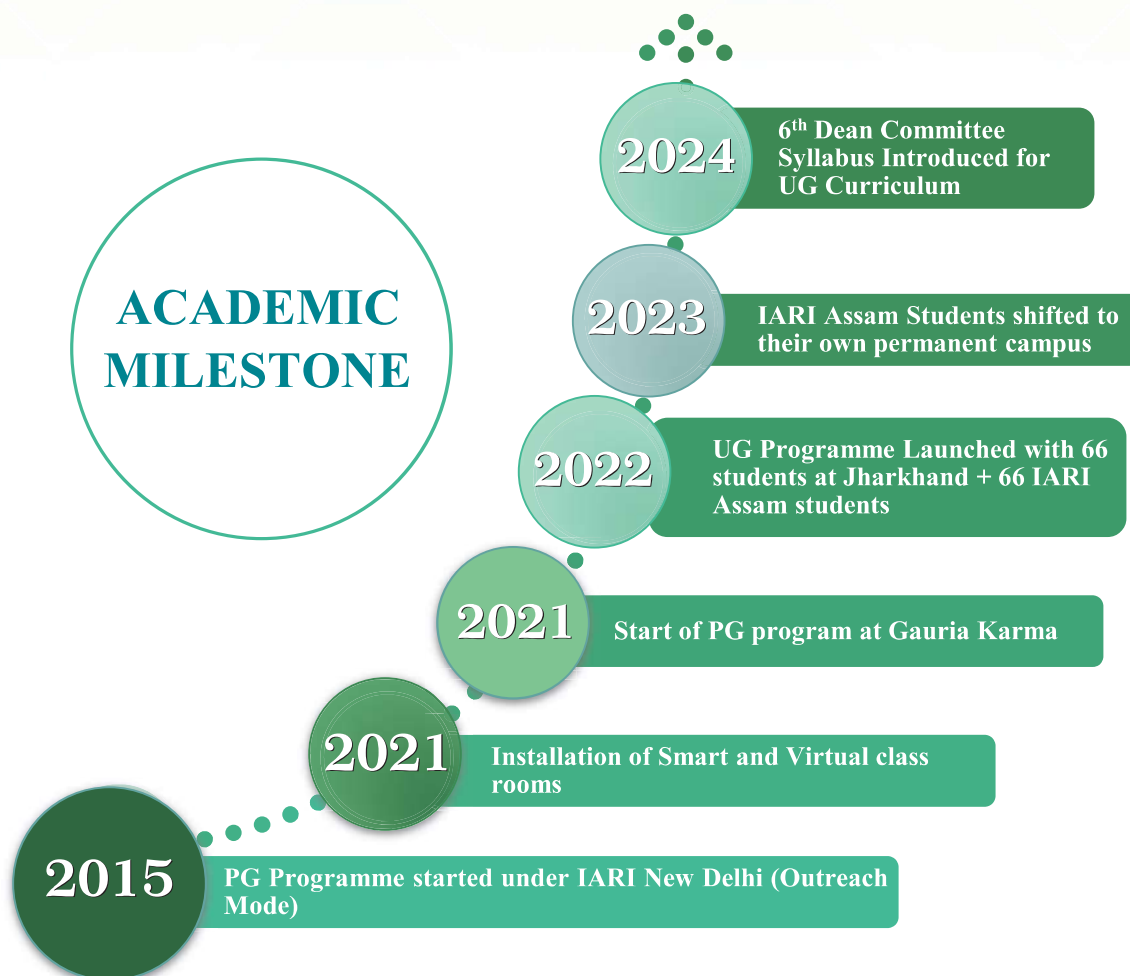 ACADEMIC
MILESTONE
2024
6th Dean Committee
Syllabus Introduced for
UG Curriculum
2023
IARI Assam Students shifted to
their own permanent campus
2022
UG Programme Launched with 66
students at Jharkhand + 66 IARI
Assam students
2021
Start of PG program at Gauria Karma
2021
Installation of Smart and Virtual class
rooms
2015
PG Programme started under IARI New Delhi (Outreach
Mode)